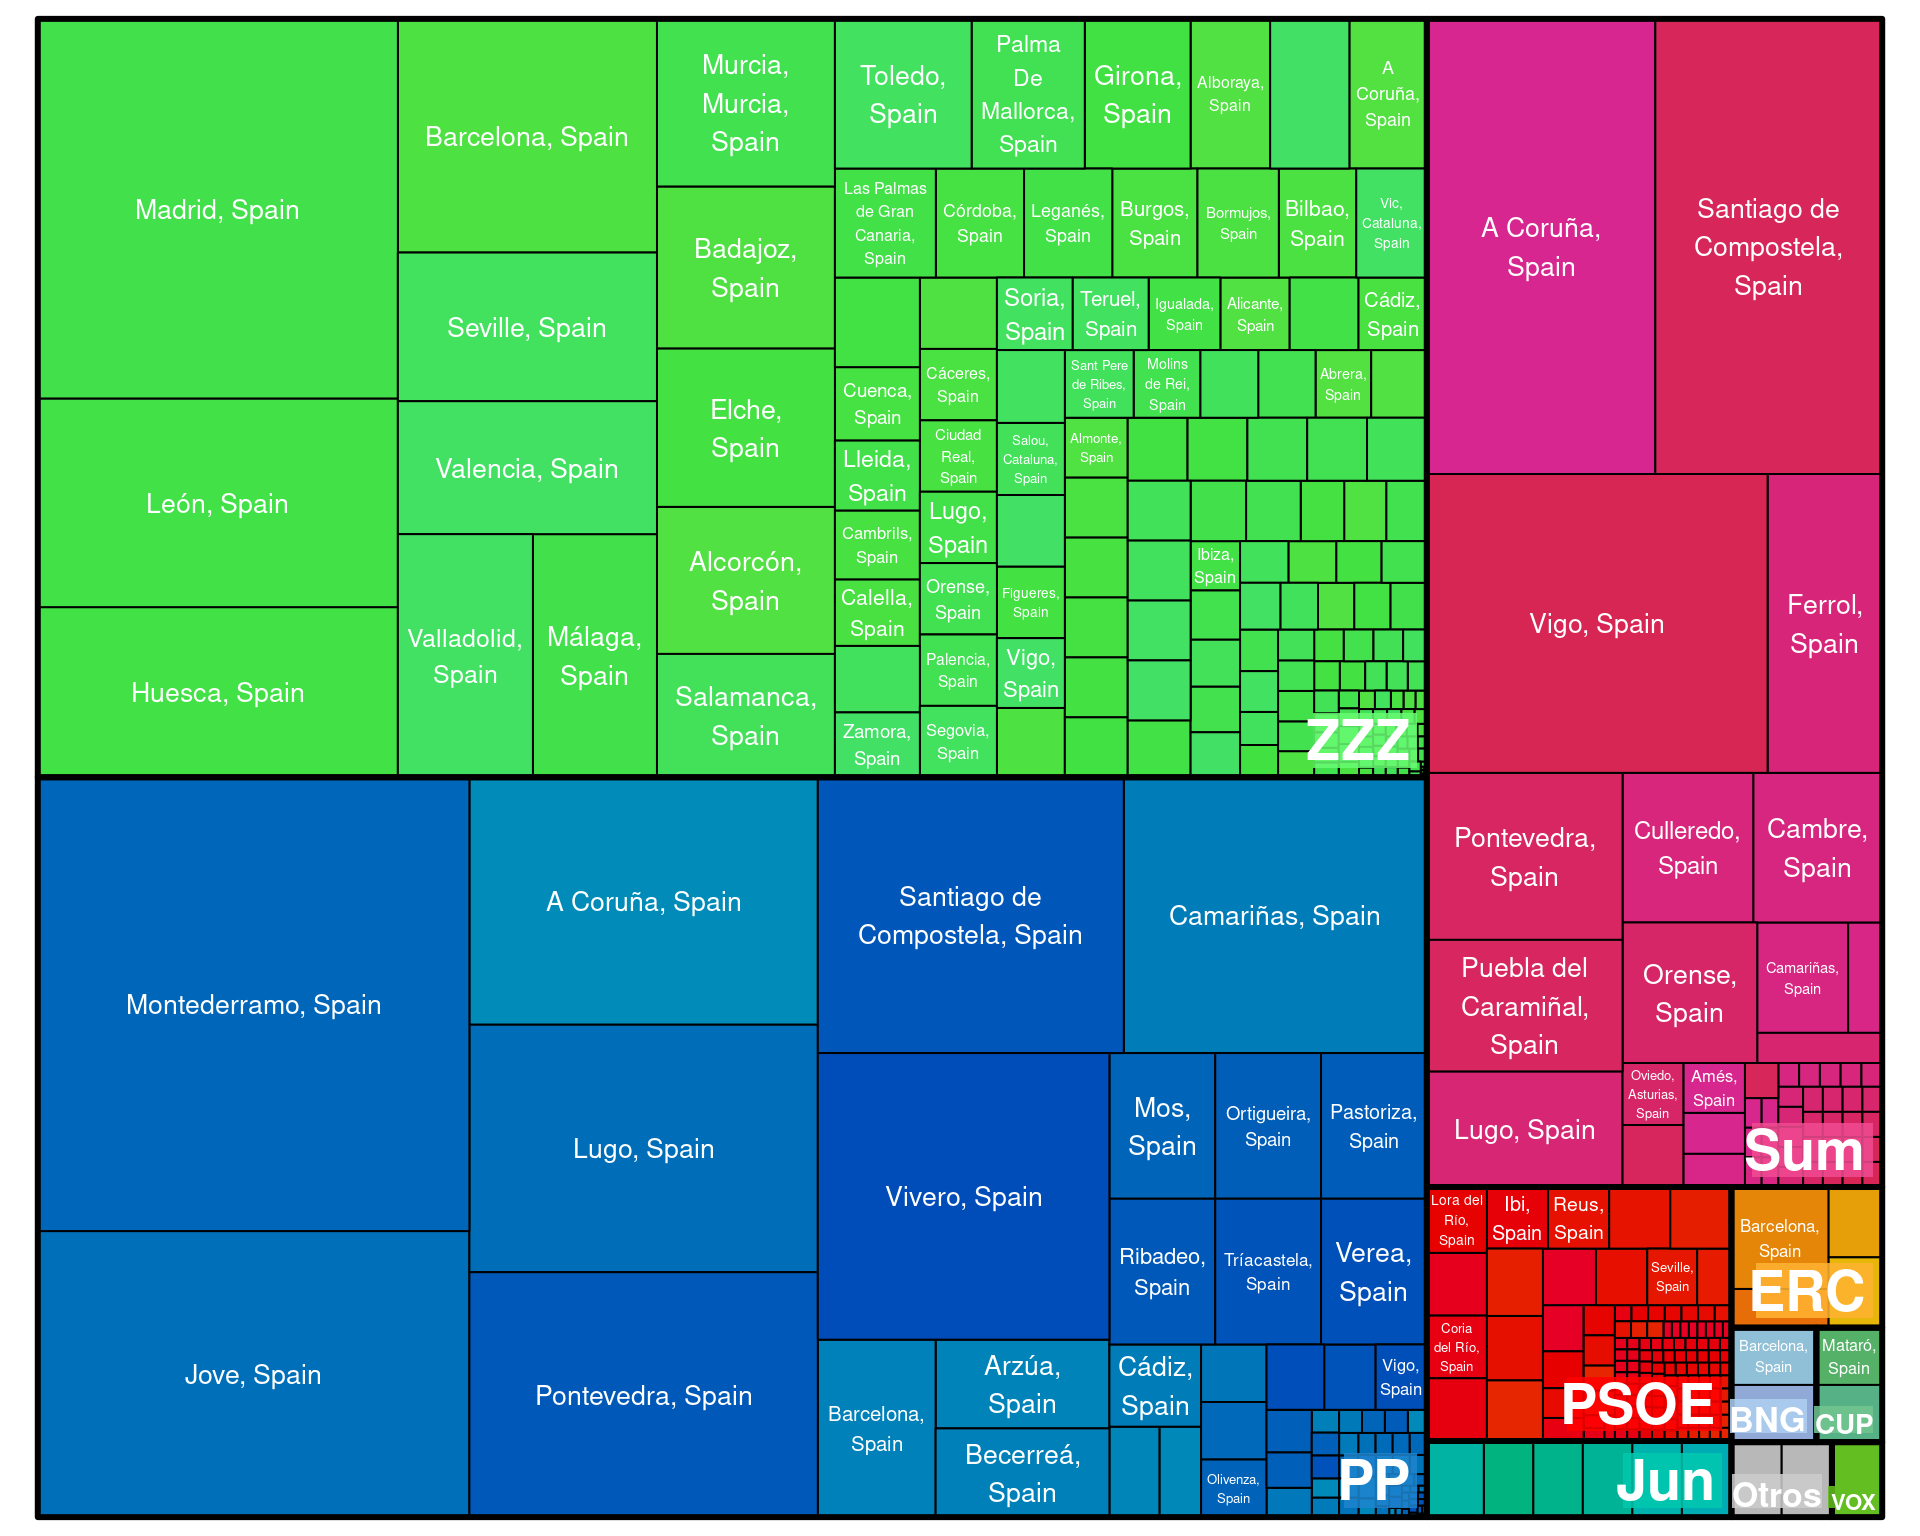 Madrid, Spain
León, Spain
Huesca, Spain
Barcelona, Spain
Seville, Spain
Valencia, Spain
Valladolid,
Spain
Málaga,
Spain
Murcia,
Murcia,
Spain
Badajoz,
Spain
Elche,
Spain
Alcorcón,
Spain
Salamanca,
Spain
Toledo,
Spain
Palma
De
Mallorca,
Spain
Girona,
Spain
Alboraya,
Spain
A
Coruña,
Spain
Las Palmas
de Gran
Canaria,
Spain
Córdoba,
Spain
Leganés,
Spain
Burgos,
Spain
Bormujos,
Spain
Bilbao,
Spain
Vic,
Cataluna,
Spain
Cuenca,
Spain
Lleida,
Spain
Cambrils,
Spain
Calella,
Spain
Zamora,
Spain
Cáceres,
Spain
Ciudad
Real,
Spain
Lugo,
Spain
Orense,
Spain
Palencia,
Spain
Segovia,
Spain
Soria,
Spain
Teruel,
Spain
Igualada,
Spain
Alicante,
Spain
Cádiz,
Spain
Salou,
Cataluna,
Spain
Figueres,
Spain
Vigo,
Spain
Sant Pere
de Ribes,
Spain
Molins
de Rei,
Spain
Abrera,
Spain
Almonte,
Spain
Ibiza,
Spain
ZZZ
Montederramo, Spain
Jove, Spain
A Coruña, Spain
Lugo, Spain
Pontevedra, Spain
Santiago de
Compostela, Spain
Camariñas, Spain
Vivero, Spain
Mos,
Spain
Ortigueira,
Spain
Pastoriza,
Spain
Ribadeo,
Spain
Tríacastela,
Spain
Verea,
Spain
Barcelona,
Spain
Arzúa,
Spain
Becerreá,
Spain
Cádiz,
Spain
Olivenza,
Spain
Vigo,
Spain
PP
A Coruña,
Spain
Santiago de
Compostela,
Spain
Vigo, Spain
Ferrol,
Spain
Pontevedra,
Spain
Puebla del
Caramiñal,
Spain
Lugo, Spain
Culleredo,
Spain
Cambre,
Spain
Orense,
Spain
Camariñas,
Spain
Oviedo,
Asturias,
Spain
Amés,
Spain
Sum
Lora del
Río,
Spain
Ibi,
Spain
Reus,
Spain
Coria
del Río,
Spain
Seville,
Spain
PSOE
Barcelona,
Spain
ERC
Barcelona,
Spain
BNG
Mataró,
Spain
CUP
Jun
Otros
VOX